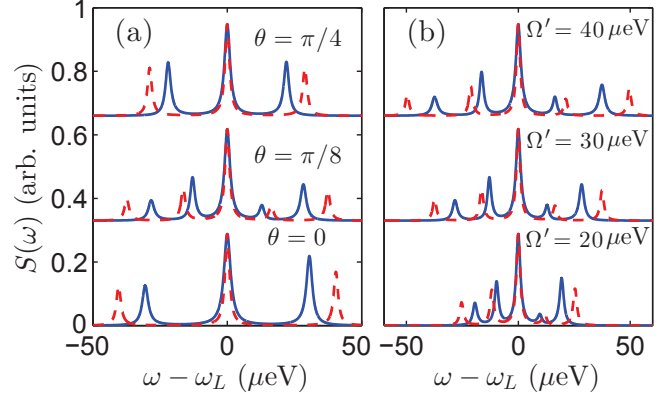 (a)
θ = π/4
θ = π/8
θ = 0
0
0.2
0.4
0.6
0.8
1
S(ω) (arb. units)
−50
0
50
ω − ω_L (μeV)
(b)
Ω′ = 40 μeV
Ω′ = 30 μeV
Ω′ = 20 μeV
−50
0
50
ω − ω_L (μeV)